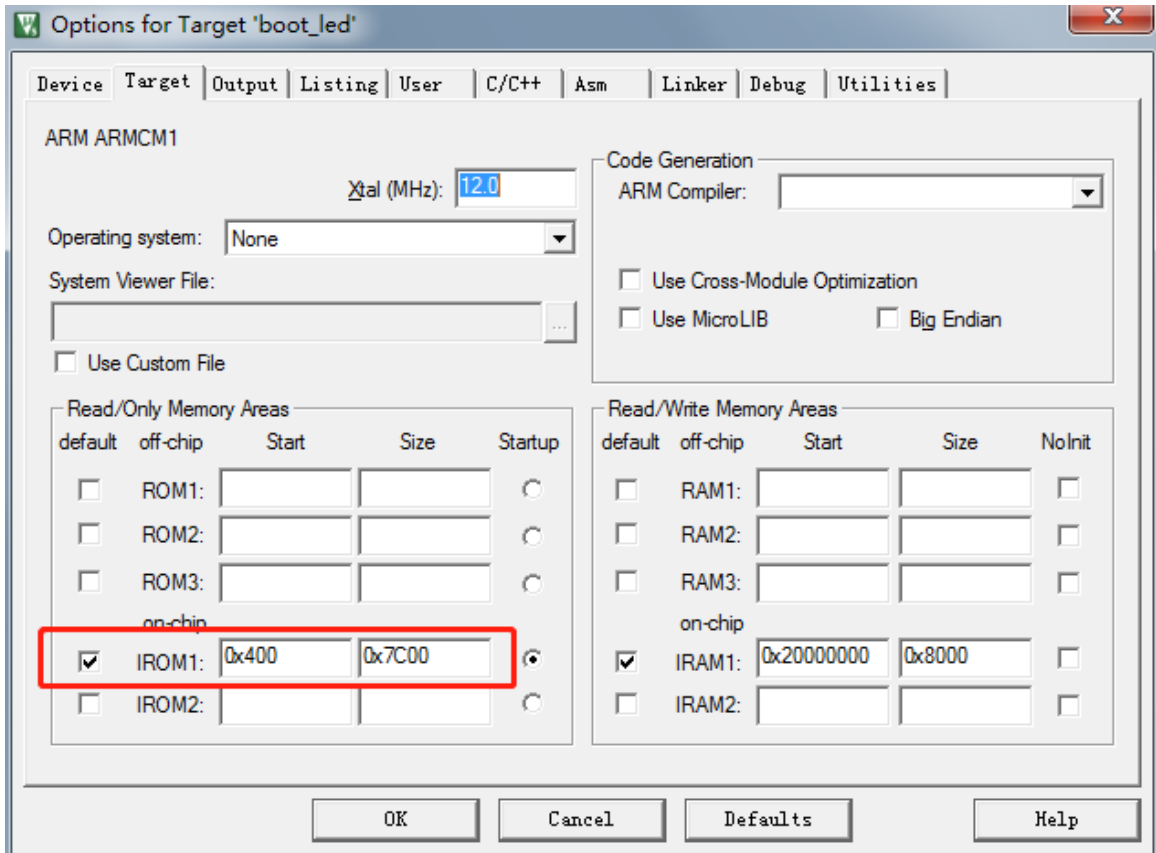 Options for Target 'boot_led'
Device Target Output Listing User C/C++ Asm Linker Debug Utilities
ARM ARMCM1
Xtal (MHz): 12.0
Operating system: None
System Viewer File:
...
Use Custom File
Code Generation
ARM Compiler:
Use Cross-Module Optimization
Use MicroLIB Big Endian
Read/Only Memory Areas
default off-chip Start Size Startup
ROM1:
ROM2:
ROM3:
on-chip
IROM1: 0x400 0x7C00
IROM2:
Read/Write Memory Areas
default off-chip Start Size NoInit
RAM1:
RAM2:
RAM3:
on-chip
IRAM1: 0x20000000 0x8000
IRAM2:
OK Cancel Defaults Help